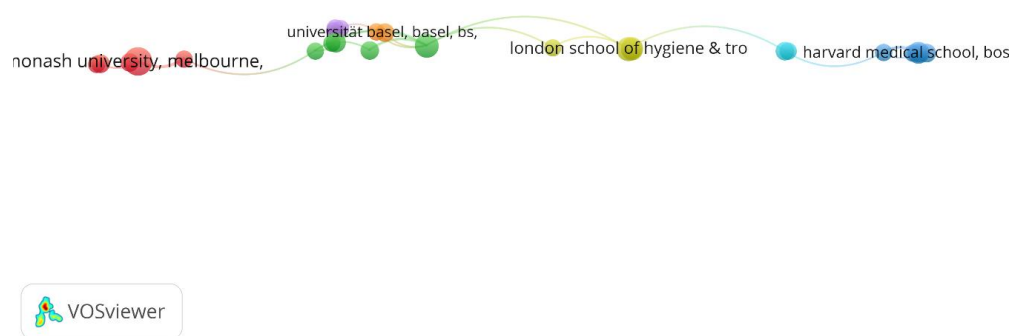 universität basel, basel, bs,
london school of hygiene & tro
harvard medical school, bos
monash university, melbourne,
VOSviewer